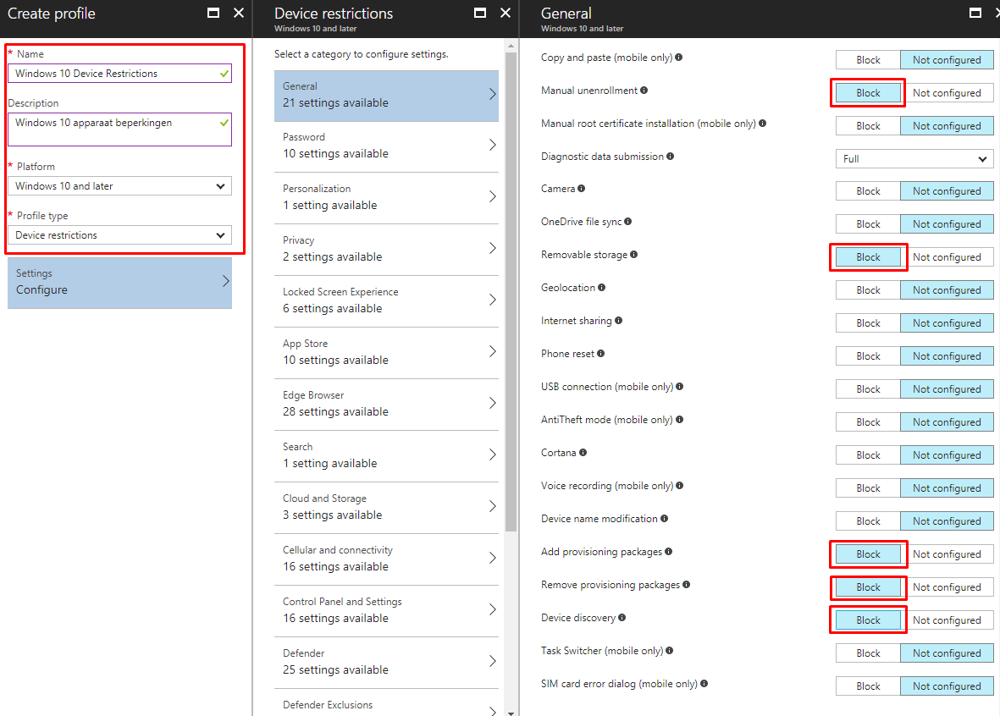 Create profile
* Name
Windows 10 Device Restrictions
Description
Windows 10 apparaat beperkingen
* Platform
Windows 10 and later
* Profile type
Device restrictions
Settings
Configure
Device restrictions
Windows 10 and later
Select a category to configure settings.
General
21 settings available
Password
10 settings available
Personalization
1 setting available
Privacy
2 settings available
Locked Screen Experience
6 settings available
App Store
10 settings available
Edge Browser
28 settings available
Search
1 setting available
Cloud and Storage
3 settings available
Cellular and connectivity
16 settings available
Control Panel and Settings
16 settings available
Defender
25 settings available
Defender Exclusions
General
Windows 10 and later
Copy and paste (mobile only) Block Not configured
Manual unenrollment Block Not configured
Manual root certificate installation (mobile only) Block Not configured
Diagnostic data submission Full
Camera Block Not configured
OneDrive file sync Block Not configured
Removable storage Block Not configured
Geolocation Block Not configured
Internet sharing Block Not configured
Phone reset Block Not configured
USB connection (mobile only) Block Not configured
AntiTheft mode (mobile only) Block Not configured
Cortana Block Not configured
Voice recording (mobile only) Block Not configured
Device name modification Block Not configured
Add provisioning packages Block Not configured
Remove provisioning packages Block Not configured
Device discovery Block Not configured
Task Switcher (mobile only) Block Not configured
SIM card error dialog (mobile only) Block Not configured